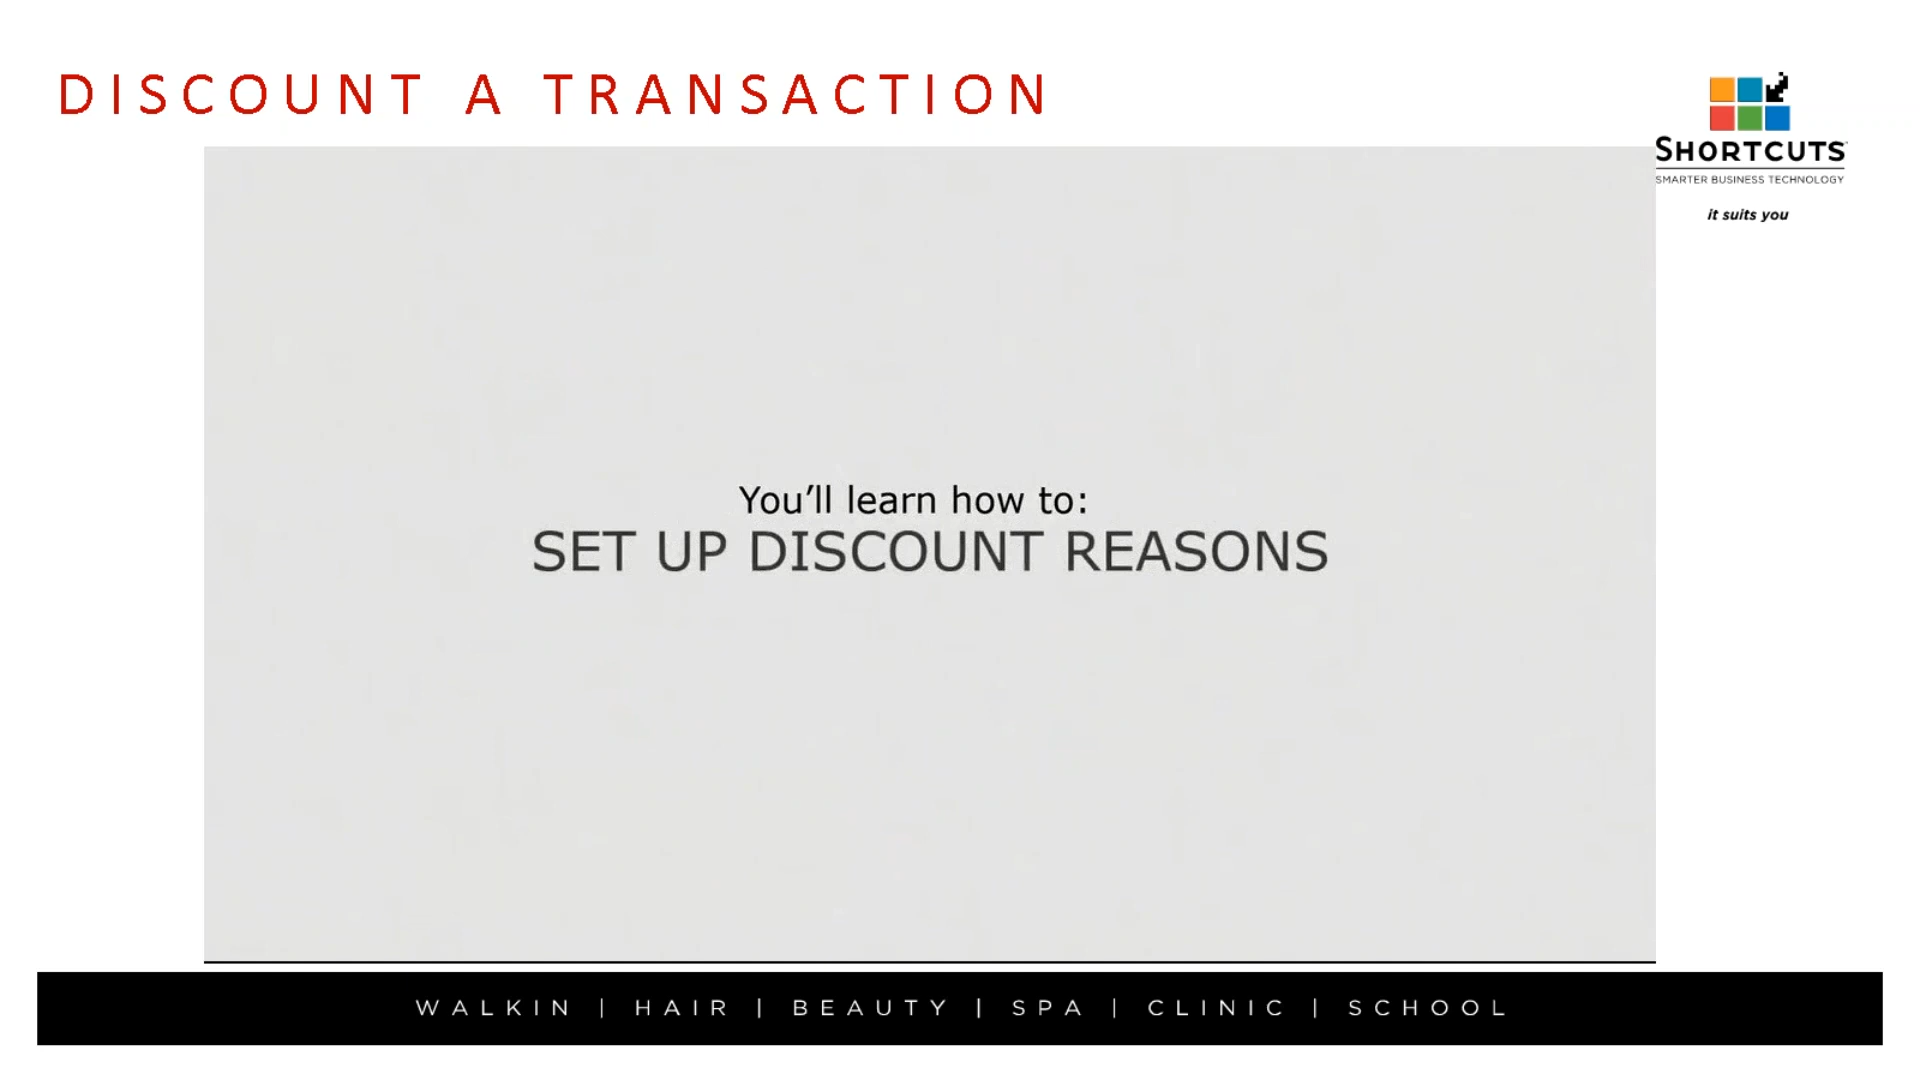 DISCOUNT A TRANSACTION
SHORTCUTS
SMARTER BUSINESS TECHNOLOGY
it suits you
You’ll learn how to:
SET UP DISCOUNT REASONS
WALKIN | HAIR | BEAUTY | SPA | CLINIC | SCHOOL